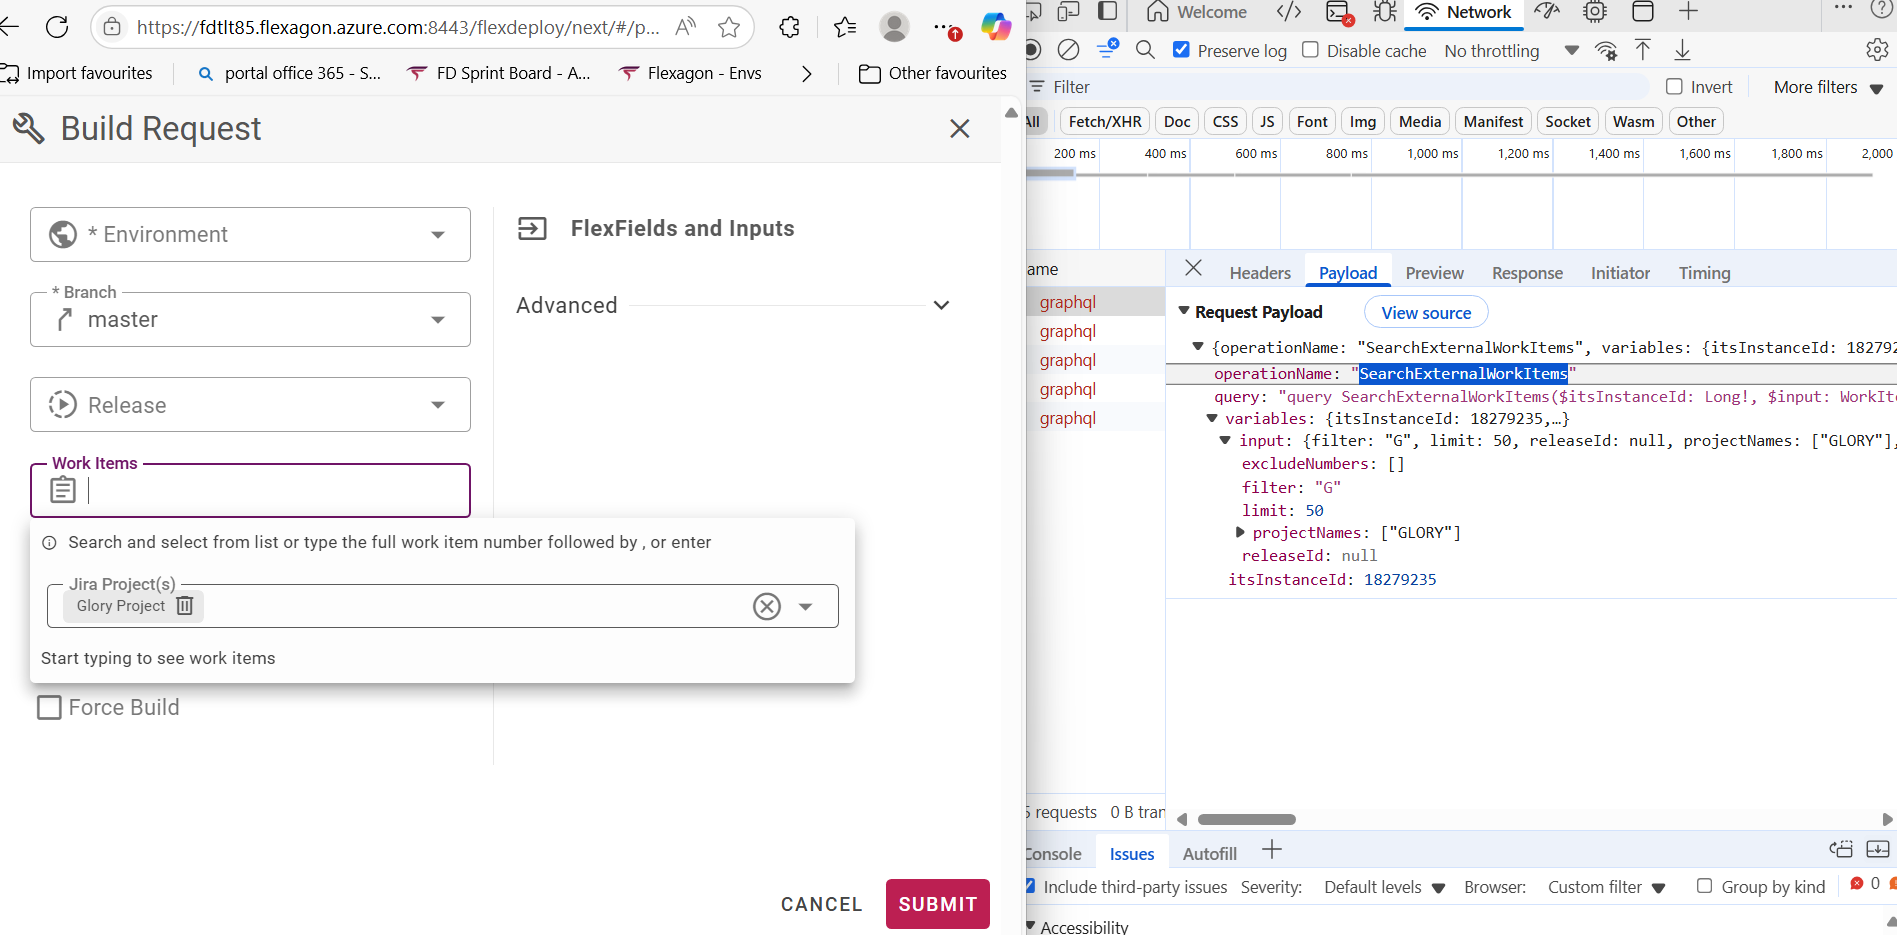 https://fdtlt85.flexagon.azure.com:8443/flexdeploy/next/#/p...
Import favourites
portal office 365 - S...
FD Sprint Board - A...
Flexagon - Envs
Other favourites
Build Request
* Environment
* Branch
master
Release
Work Items
Search and select from list or type the full work item number followed by , or enter
Jira Project(s)
Glory Project
Start typing to see work items
Force Build
FlexFields and Inputs
Advanced
CANCEL
SUBMIT
Welcome
Network
Preserve log
Disable cache
No throttling
Filter
Invert
More filters
All
Fetch/XHR
Doc
CSS
JS
Font
Img
Media
Manifest
Socket
Wasm
Other
200 ms
400 ms
600 ms
800 ms
1,000 ms
1,200 ms
1,400 ms
1,600 ms
1,800 ms
2,000
ame
Headers
Payload
Preview
Response
Initiator
Timing
graphql
graphql
graphql
graphql
graphql
Request Payload
View source
{operationName: "SearchExternalWorkItems", variables: {itsInstanceId: 18279
operationName: "SearchExternalWorkItems"
query: "query SearchExternalWorkItems($itsInstanceId: Long!, $input: WorkIte
variables: {itsInstanceId: 18279235,…}
input: {filter: "G", limit: 50, releaseId: null, projectNames: ["GLORY"],
excludeNumbers: []
filter: "G"
limit: 50
projectNames: ["GLORY"]
releaseId: null
itsInstanceId: 18279235
5 requests
0 B tran
Console
Issues
Autofill
Include third-party issues
Severity:
Default levels
Browser:
Custom filter
Group by kind
0
Accessibility